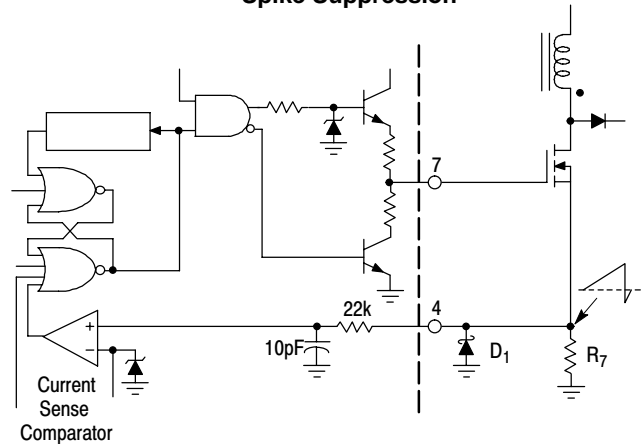 Spike Suppression
7
22k
4
10pF
D1
R7
+
−
Current
Sense
Comparator